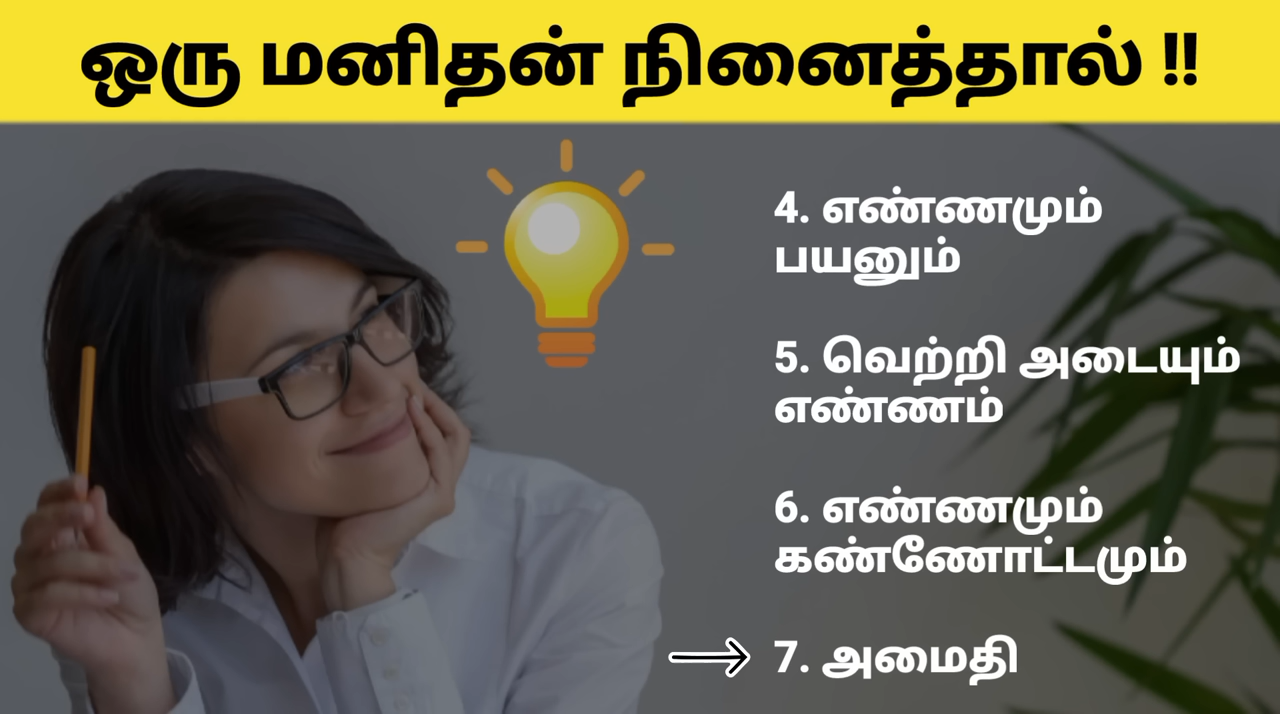 ஒரு மனிதன் நினைத்தால் !!
4. எண்ணமும்
பயனும்
5. வெற்றி அடையும்
எண்ணம்
6. எண்ணமும்
கண்ணோட்டமும்
7. அமைதி